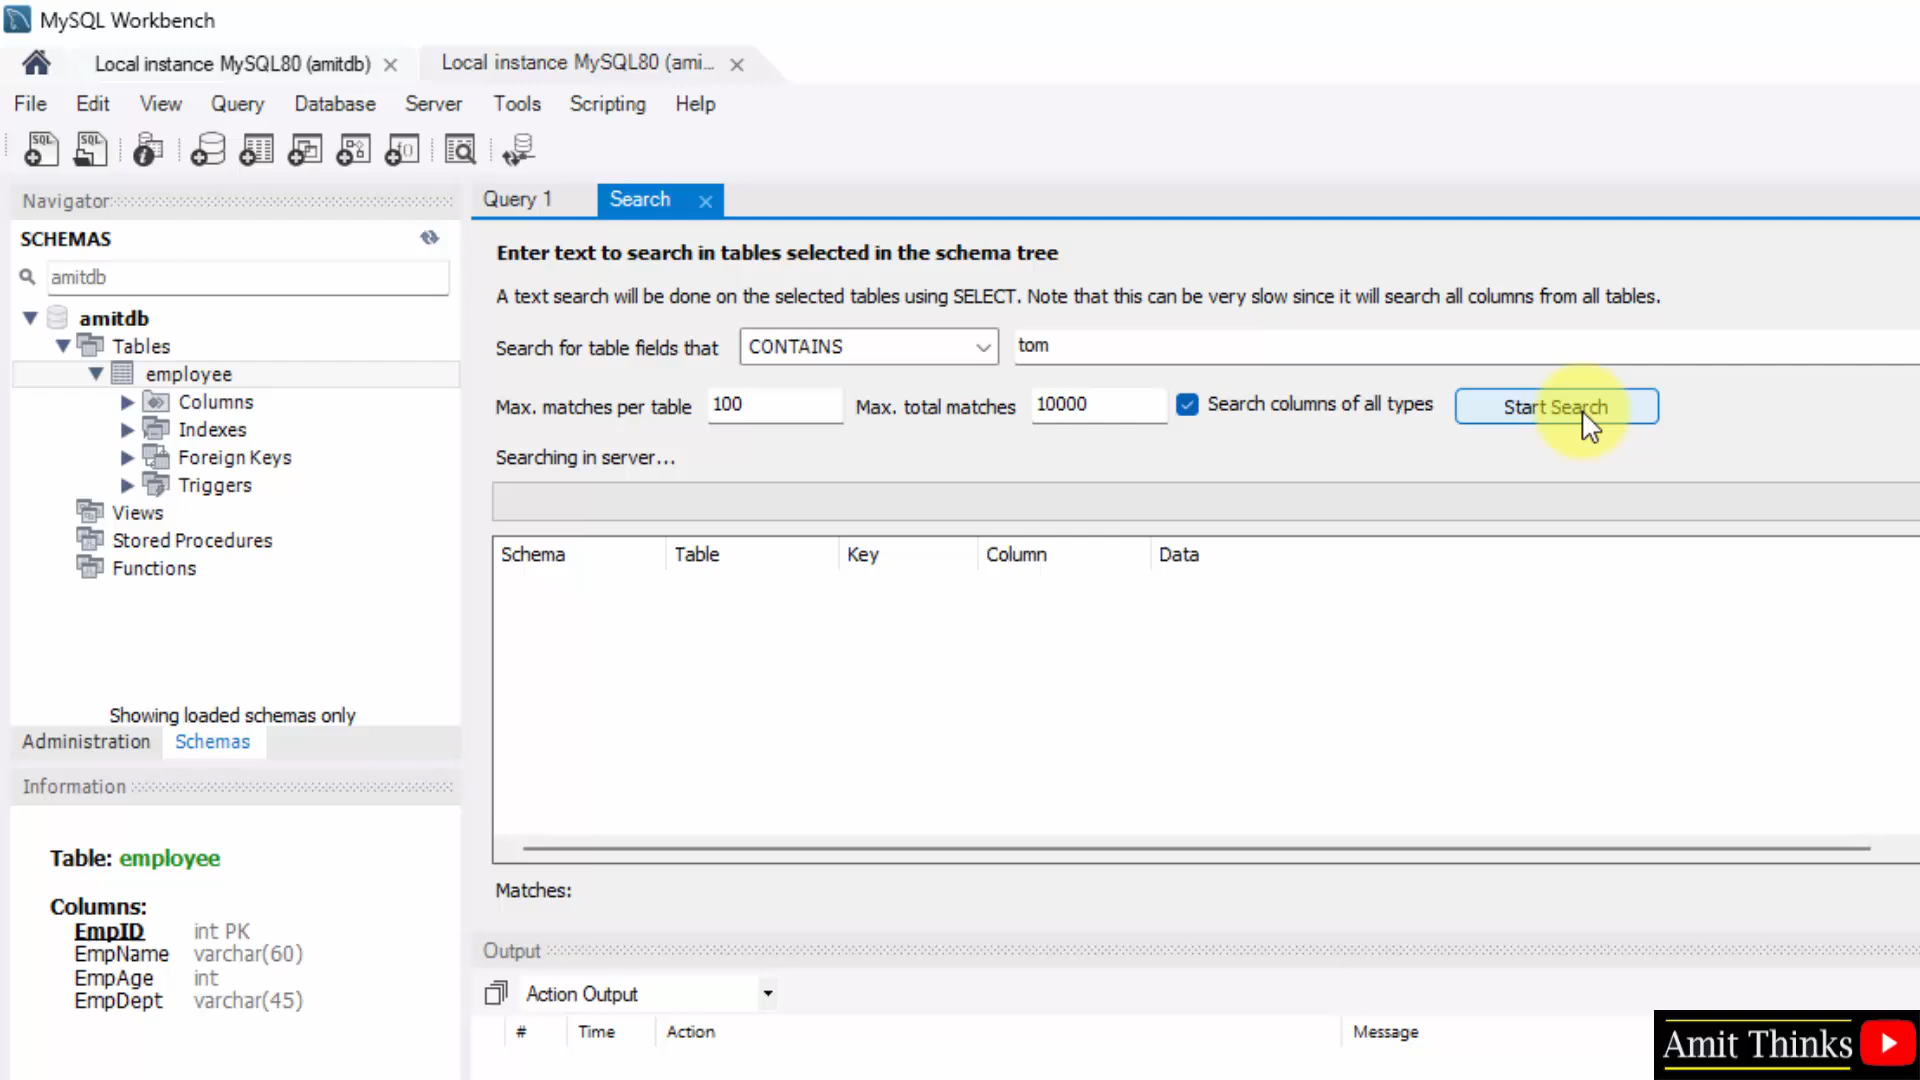 MySQL Workbench
Local instance MySQL80 (amitdb)
Local instance MySQL80 (ami...
File Edit View Query Database Server Tools Scripting Help
SQL SQL
Navigator
SCHEMAS
amitdb
amitdb
Tables
employee
Columns
Indexes
Foreign Keys
Triggers
Views
Stored Procedures
Functions
Showing loaded schemas only
Administration Schemas
Information
Table: employee
Columns:
EmpID int PK
EmpName varchar(60)
EmpAge int
EmpDept varchar(45)
Query 1 Search
Enter text to search in tables selected in the schema tree
A text search will be done on the selected tables using SELECT. Note that this can be very slow since it will search all columns from all tables.
Search for table fields that CONTAINS tom
Max. matches per table 100 Max. total matches 10000 Search columns of all types Start Search
Searching in server...
Schema Table Key Column Data
Matches:
Output
Action Output
# Time Action Message
Amit Thinks